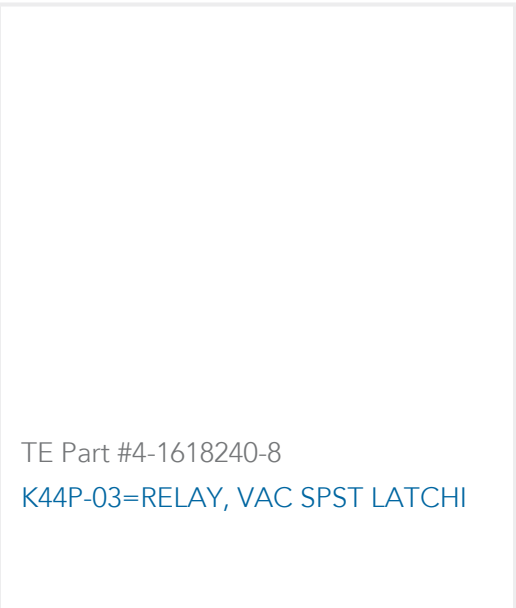 TE Part #4-1618240-8
K44P-03=RELAY, VAC SPST LATCHI